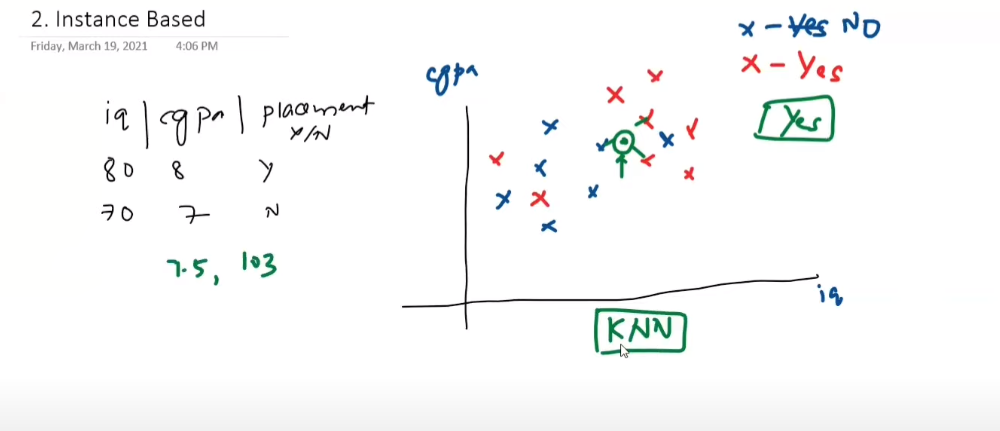 2. Instance Based
Friday, March 19, 2021 4:06 PM
iq | cgpa | placement
Y/N
80 8 Y
70 7 N
7.5, 103
cgpa
iq
x - Yes NO
x - Yes
Yes
KNN